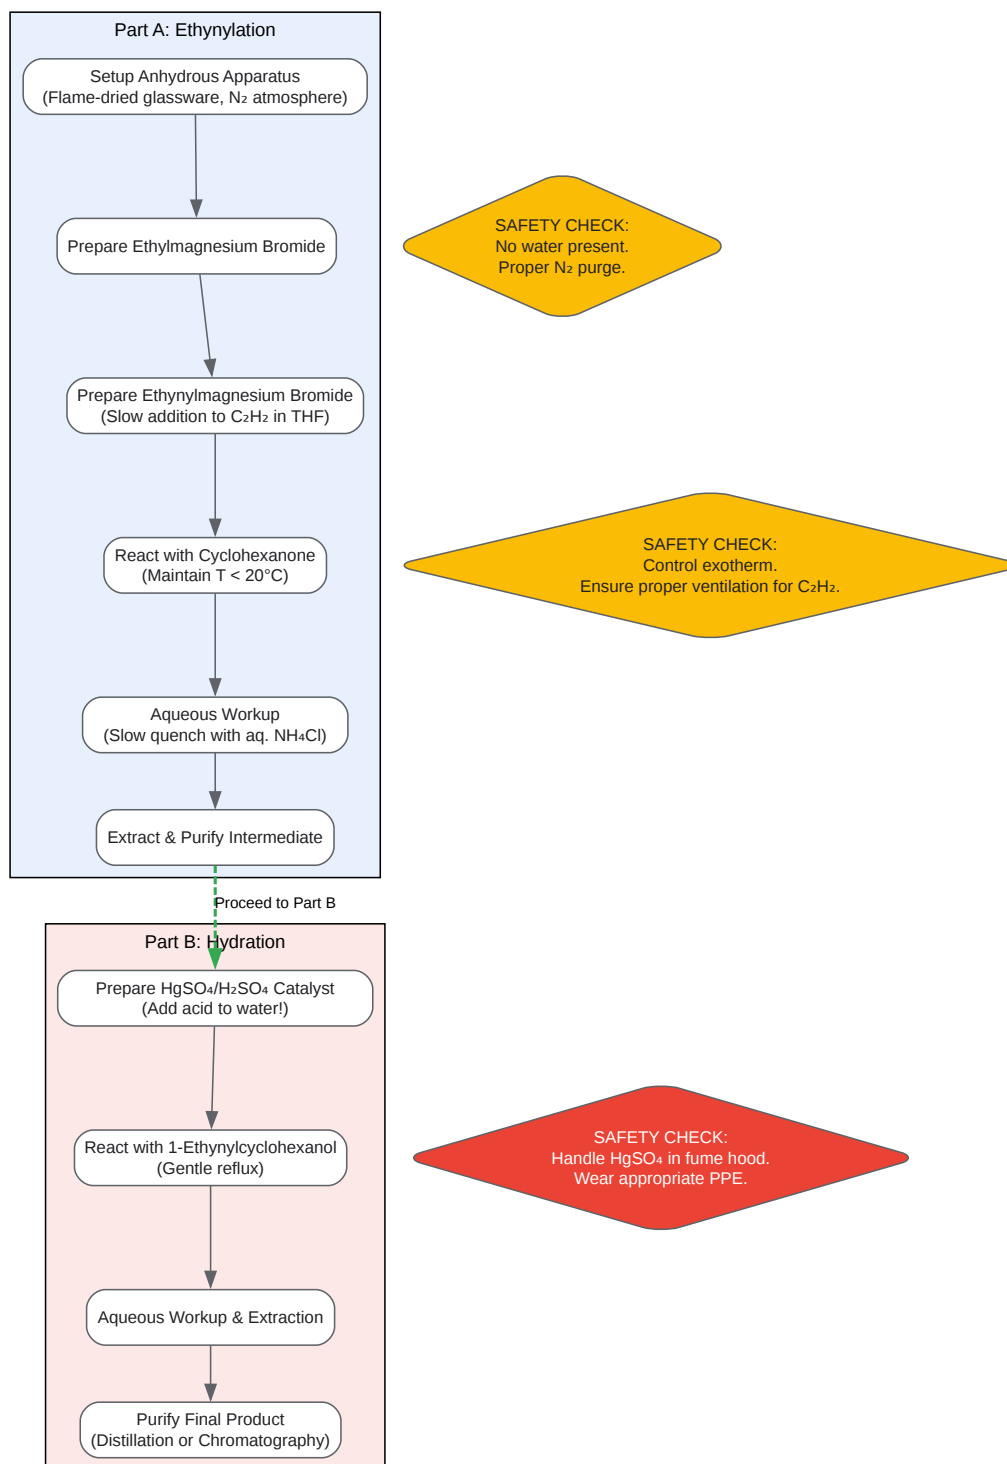 Part A: Ethynylation
Setup Anhydrous Apparatus
(Flame-dried glassware, N₂ atmosphere)
Prepare Ethylmagnesium Bromide
SAFETY CHECK:
No water present.
Proper N₂ purge.
Prepare Ethynylmagnesium Bromide
(Slow addition to C₂H₂ in THF)
React with Cyclohexanone
(Maintain T < 20°C)
SAFETY CHECK:
Control exotherm.
Ensure proper ventilation for C₂H₂.
Aqueous Workup
(Slow quench with aq. NH₄Cl)
Extract & Purify Intermediate
Proceed to Part B
Part B: Hydration
Prepare HgSO₄/H₂SO₄ Catalyst
(Add acid to water!)
React with 1-Ethynylcyclohexanol
(Gentle reflux)
SAFETY CHECK:
Handle HgSO₄ in fume hood.
Wear appropriate PPE.
Aqueous Workup & Extraction
Purify Final Product
(Distillation or Chromatography)